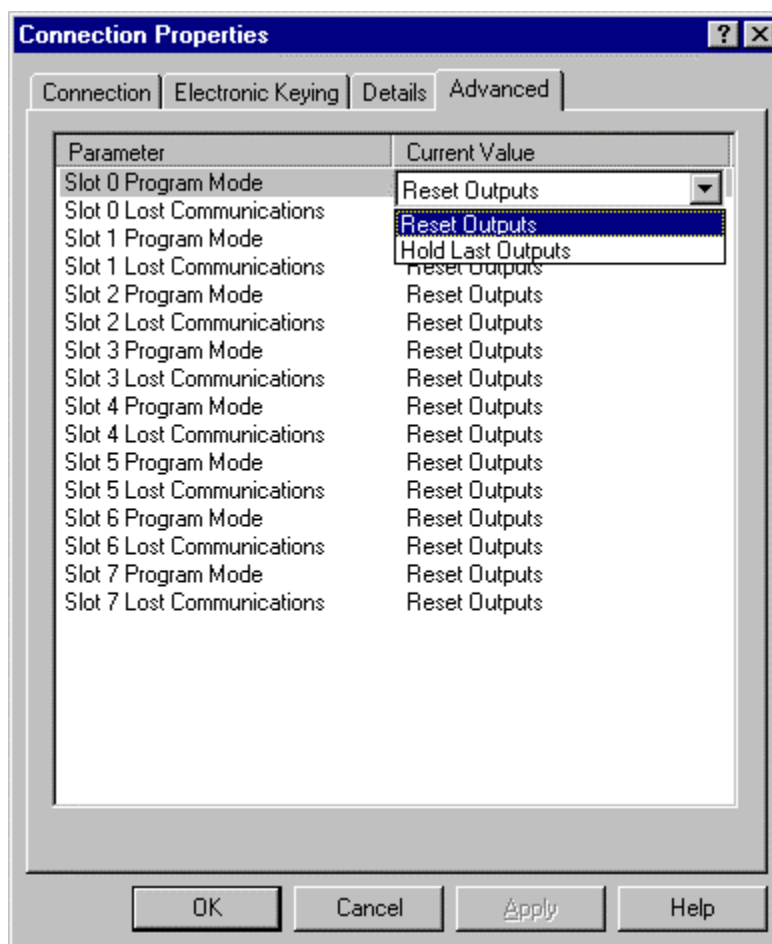 Connection Properties
Connection Electronic Keying Details Advanced
Parameter Current Value
Slot 0 Program Mode Reset Outputs
Slot 0 Lost Communications Reset Outputs
Slot 1 Program Mode Hold Last Outputs
Slot 1 Lost Communications Reset Outputs
Slot 2 Program Mode Reset Outputs
Slot 2 Lost Communications Reset Outputs
Slot 3 Program Mode Reset Outputs
Slot 3 Lost Communications Reset Outputs
Slot 4 Program Mode Reset Outputs
Slot 4 Lost Communications Reset Outputs
Slot 5 Program Mode Reset Outputs
Slot 5 Lost Communications Reset Outputs
Slot 6 Program Mode Reset Outputs
Slot 6 Lost Communications Reset Outputs
Slot 7 Program Mode Reset Outputs
Slot 7 Lost Communications Reset Outputs
OK Cancel Apply Help